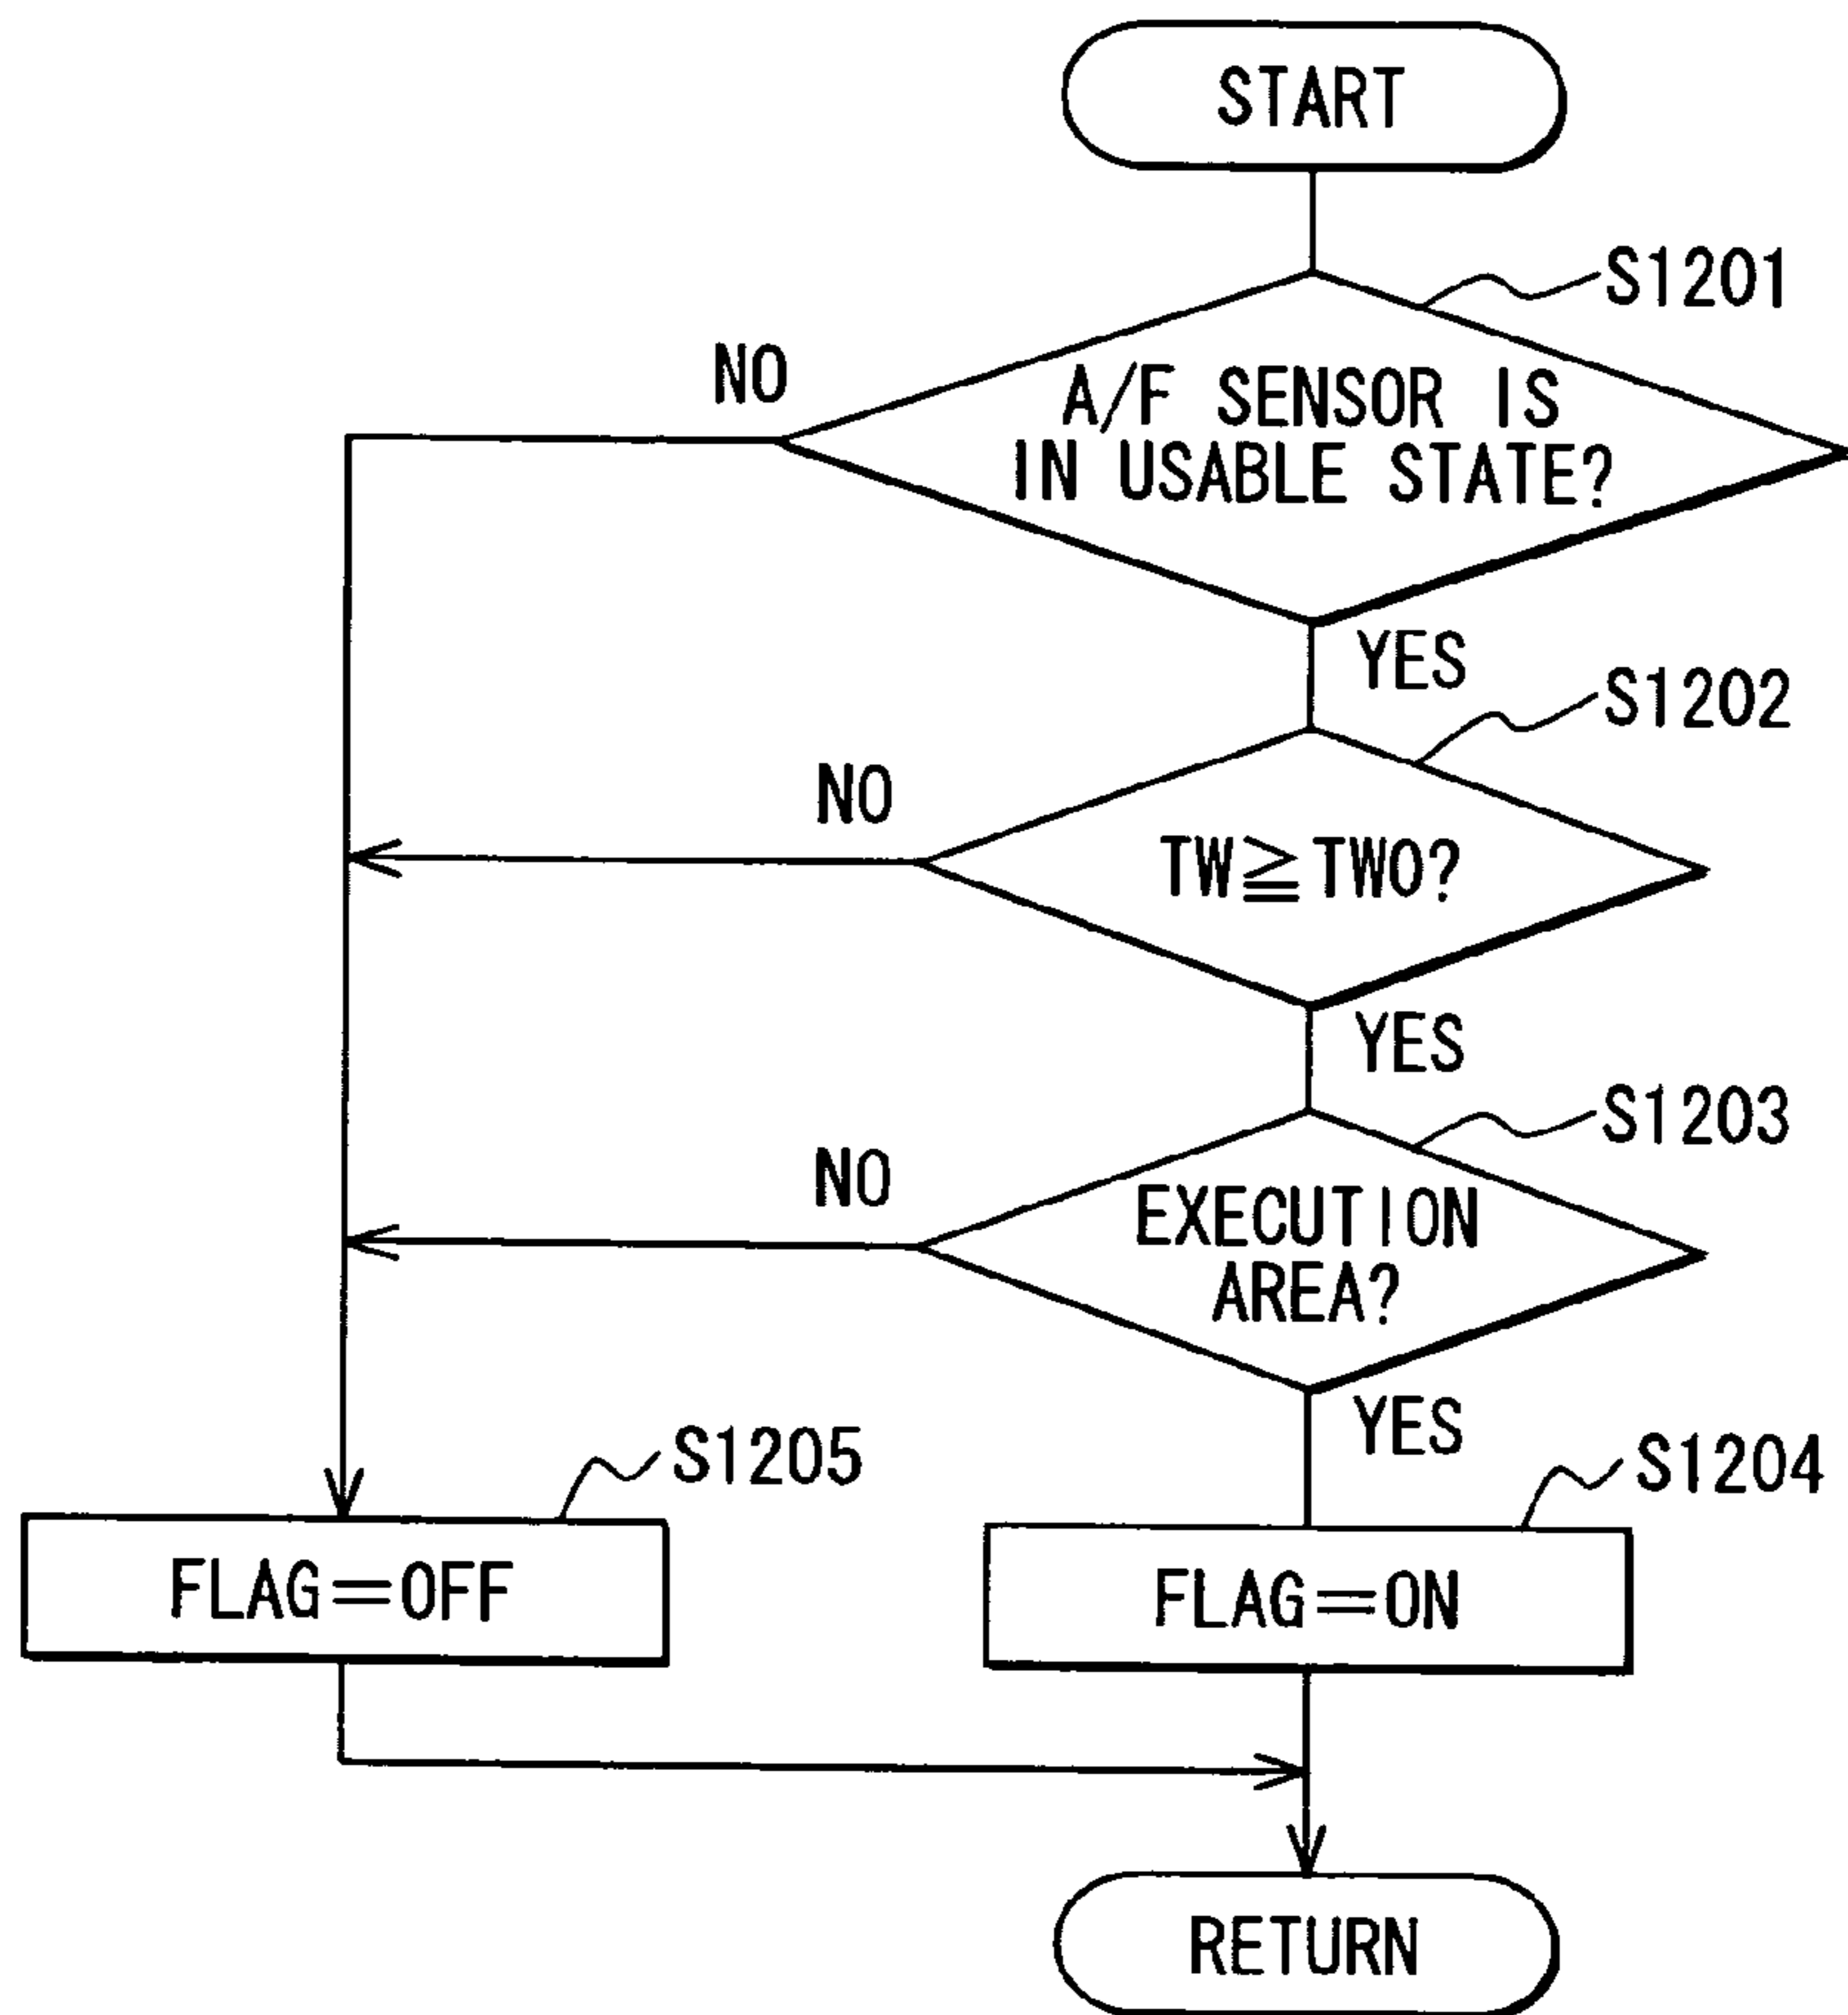 START
S1201
NO
A/F SENSOR IS
IN USABLE STATE?
YES
S1202
NO
TW≧TWO?
YES
S1203
NO
EXECUTION
AREA?
YES
S1205
S1204
FLAG=OFF
FLAG=ON
RETURN